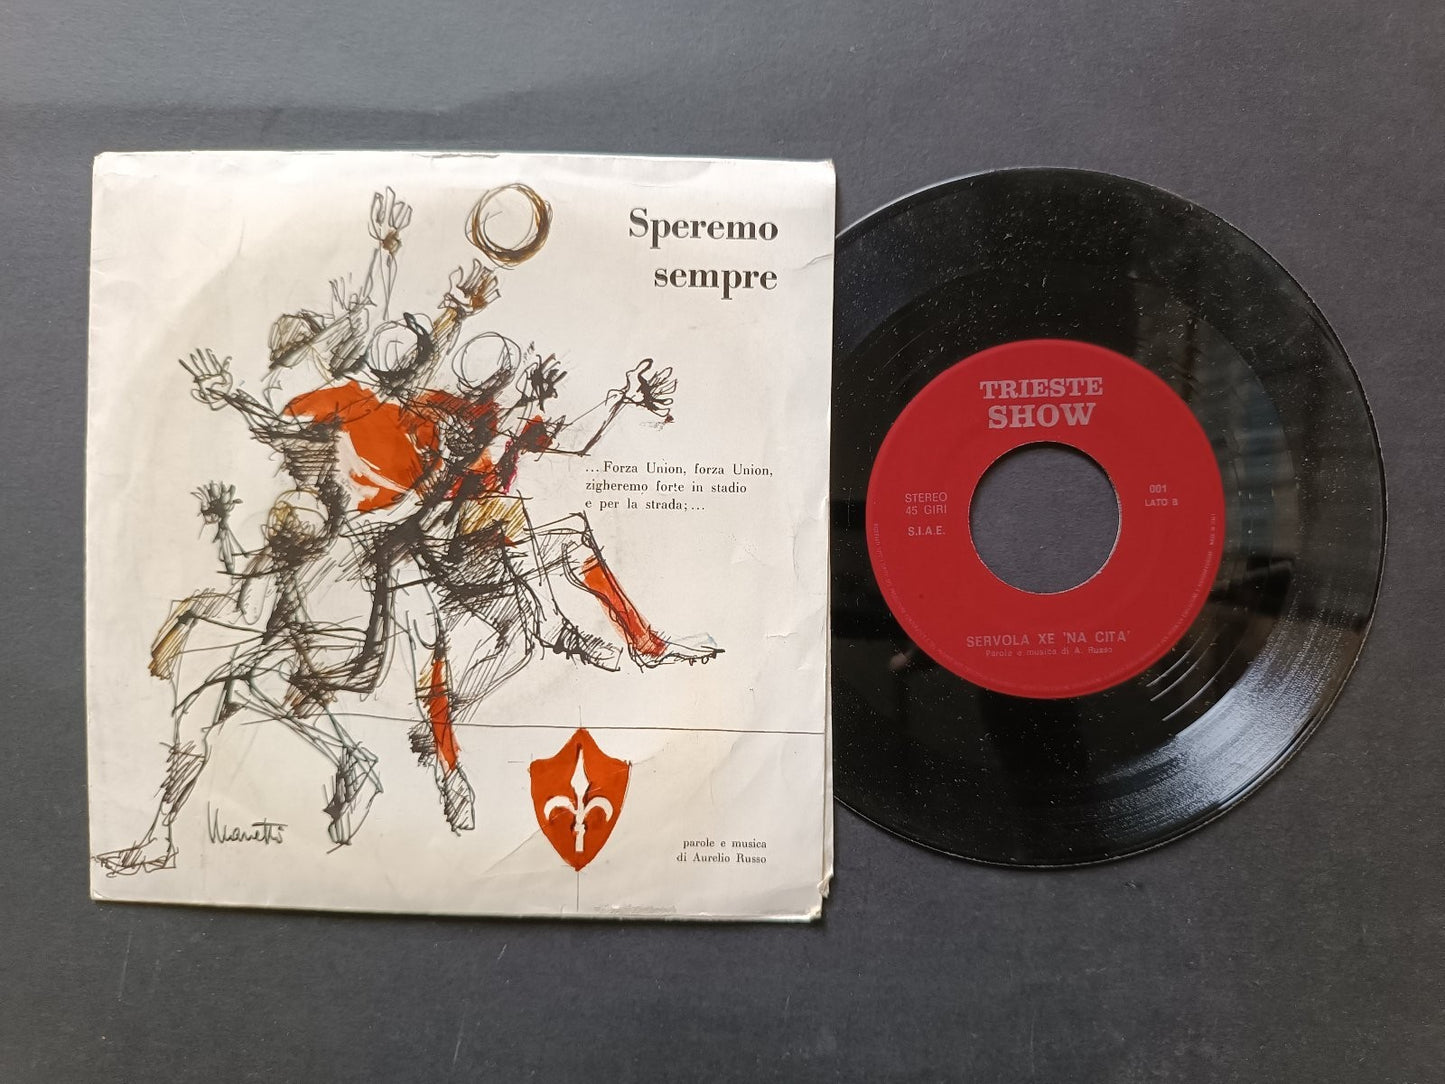 Speremo
sempre
...Forza Union, forza Union,
zigheremo forte in stadio
e per la strada;...
parole e musica
di Aurelio Russo
TRIESTE
SHOW
STEREO
45 GIRI
S.I.A.E.
001
LATO B
SERVOLA XE 'NA CITA'
Parole e musica di A. Russo